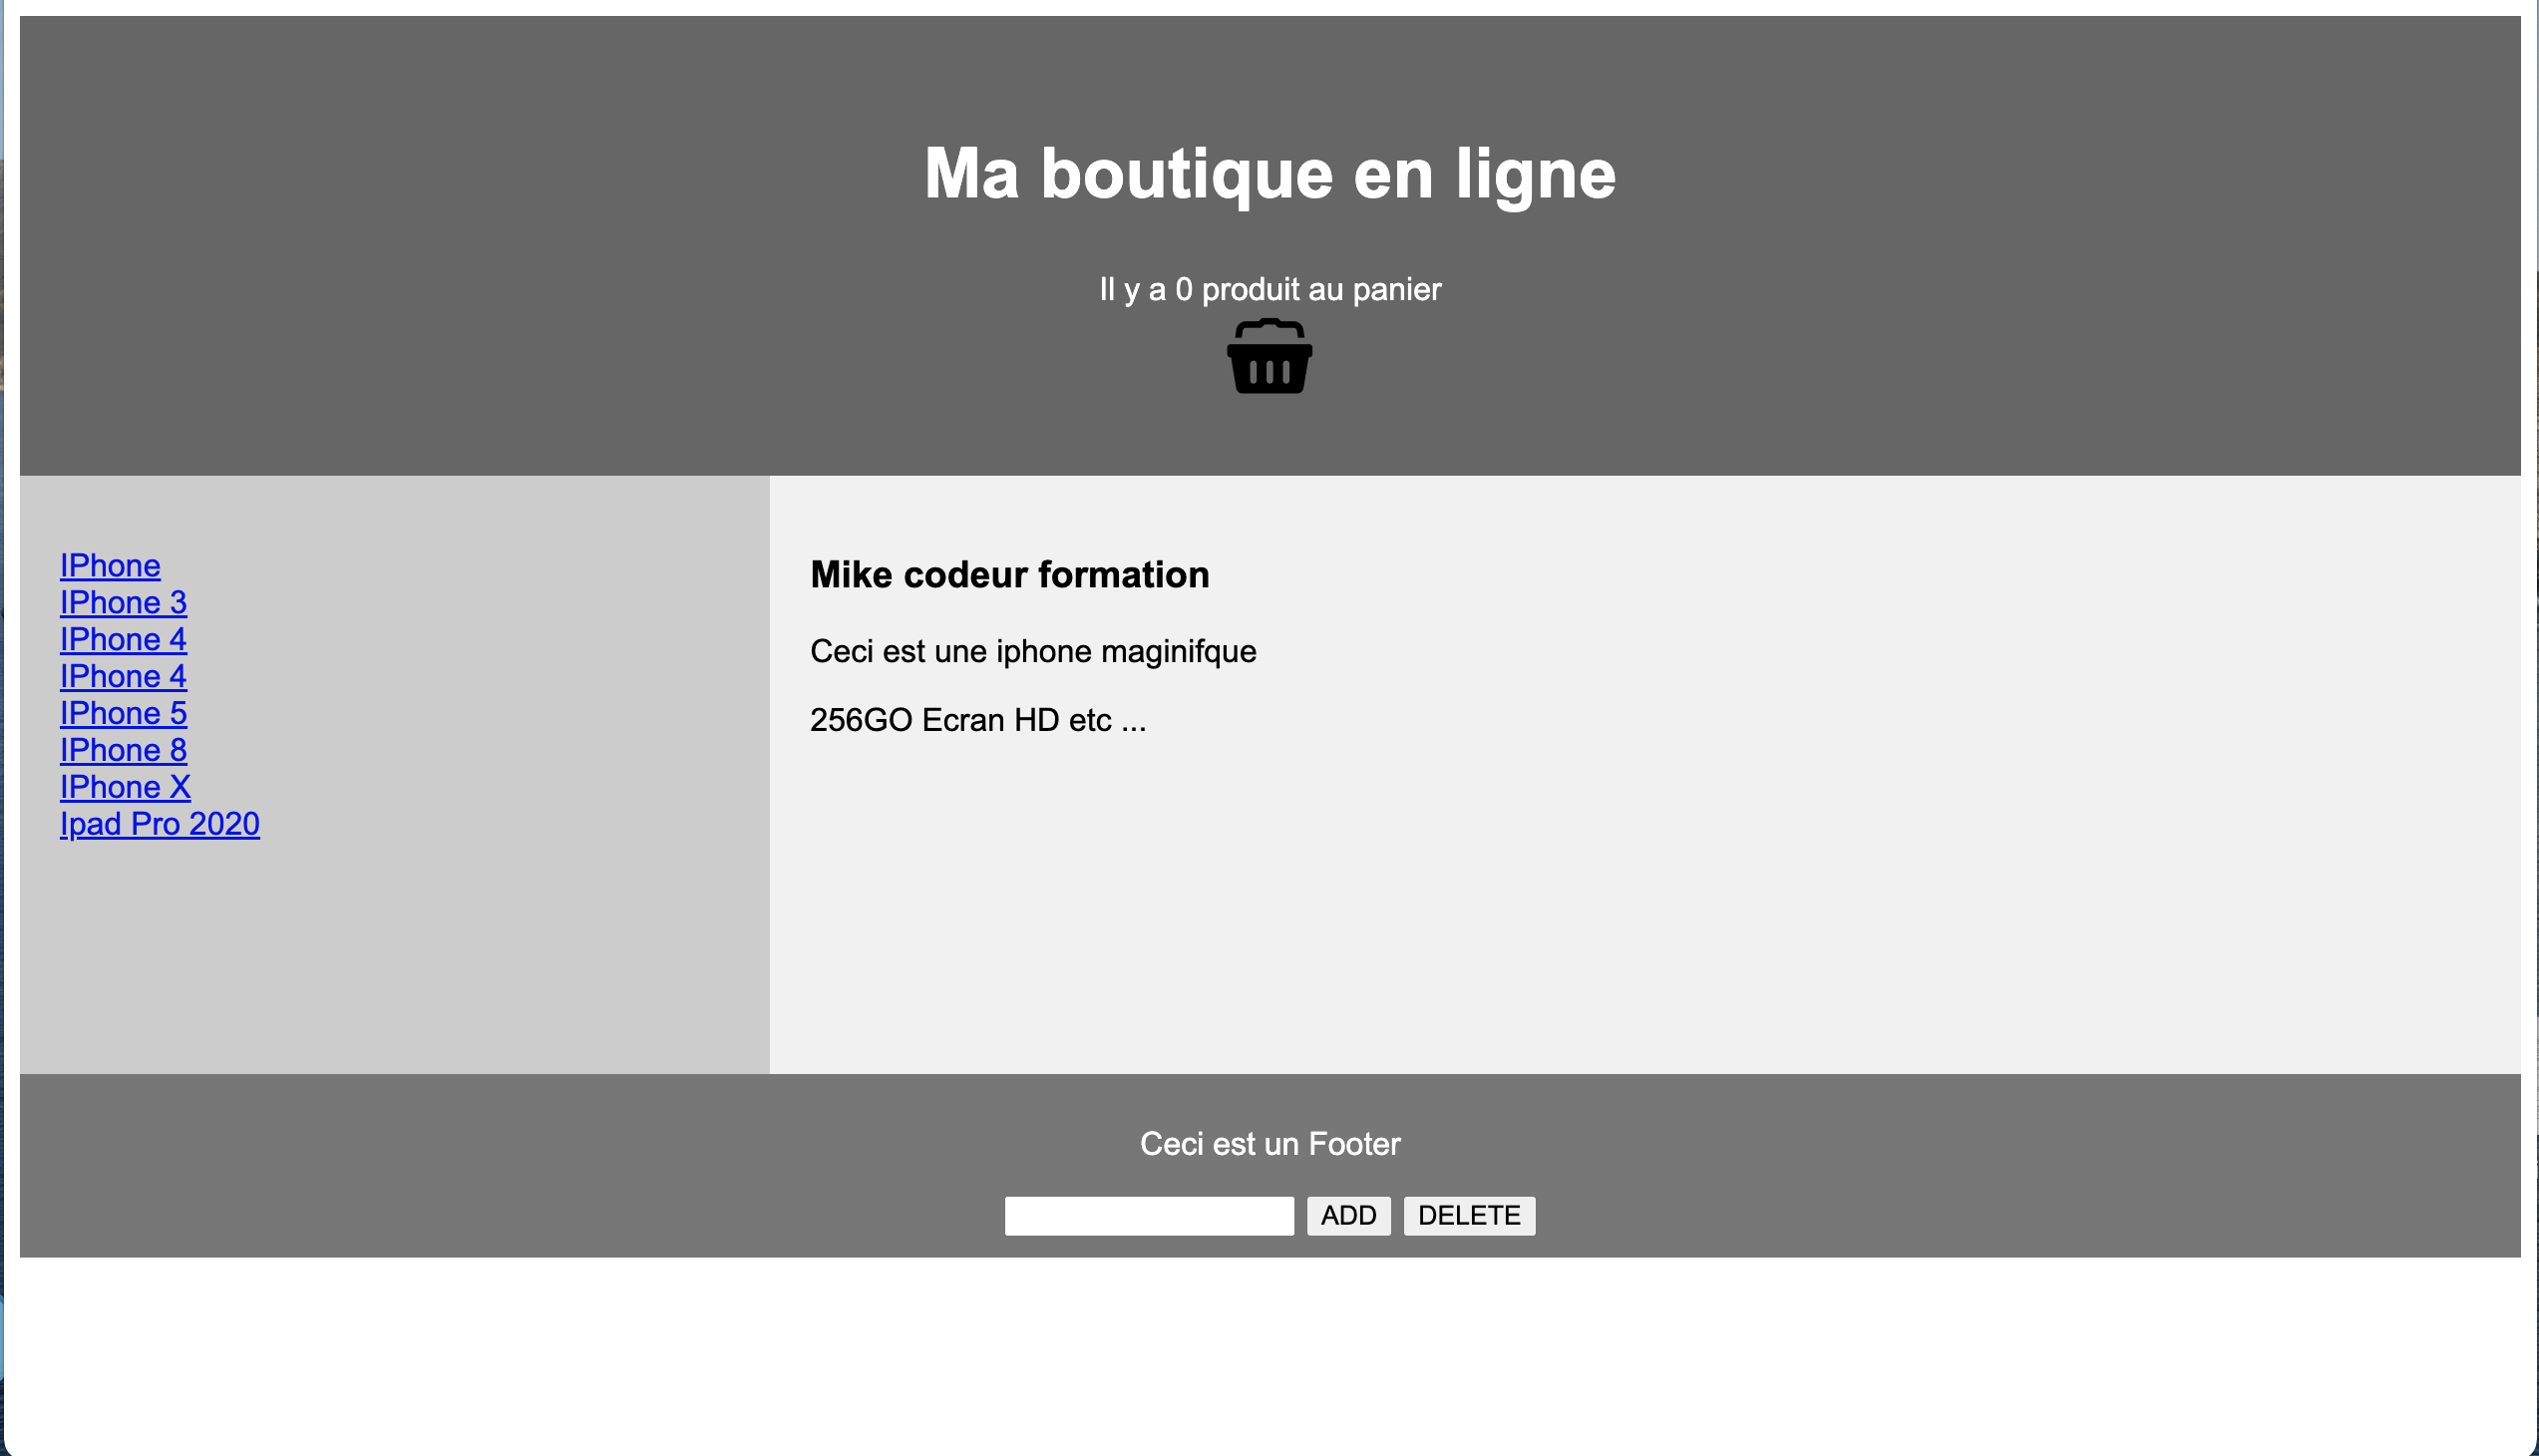 Ma boutique en ligne
Il y a 0 produit au panier
IPhone
IPhone 3
IPhone 4
IPhone 4
IPhone 5
IPhone 8
IPhone X
Ipad Pro 2020
Mike codeur formation
Ceci est une iphone maginifque
256GO Ecran HD etc ...
Ceci est un Footer
ADD DELETE